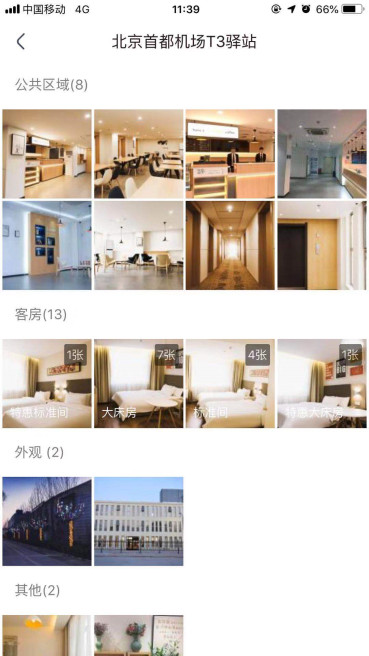 中国移动 4G 11:39 66%
北京首都机场T3驿站
公共区域(8)
客房(13)
1张 7张 4张 1张
特惠标准间 大床房 标准间 特惠大床房
外观 (2)
其他(2)